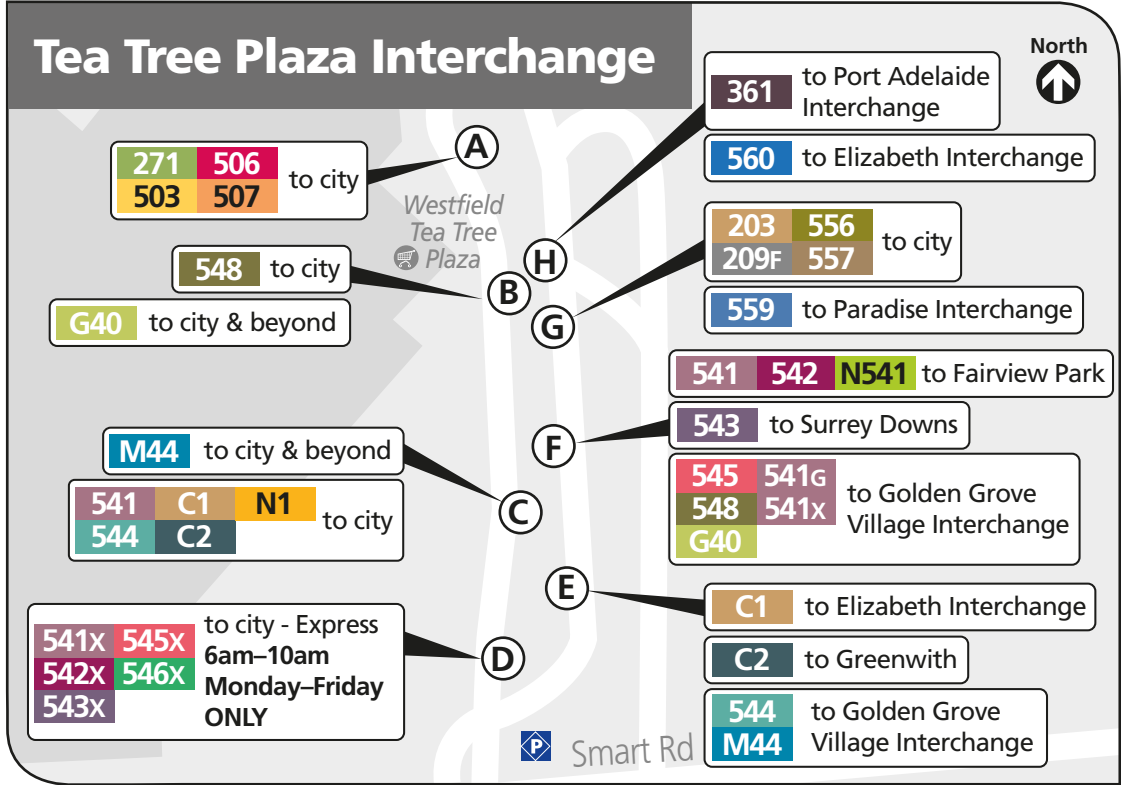 Tea Tree Plaza Interchange
North
A
271 506
503 507
to city
Westfield
Tea Tree
Plaza
548 to city
B
G40 to city & beyond
M44 to city & beyond
541 C1 N1
544 C2
to city
C
541X 545X
542X 546X
543X
to city - Express
6am–10am
Monday–Friday
ONLY
D
361 to Port Adelaide
Interchange
560 to Elizabeth Interchange
H
203 556
209F 557
to city
559 to Paradise Interchange
G
541 542 N541 to Fairview Park
543 to Surrey Downs
F
545 541G
548 541X
G40
to Golden Grove
Village Interchange
E
C1 to Elizabeth Interchange
C2 to Greenwith
544
M44
to Golden Grove
Village Interchange
P
Smart Rd